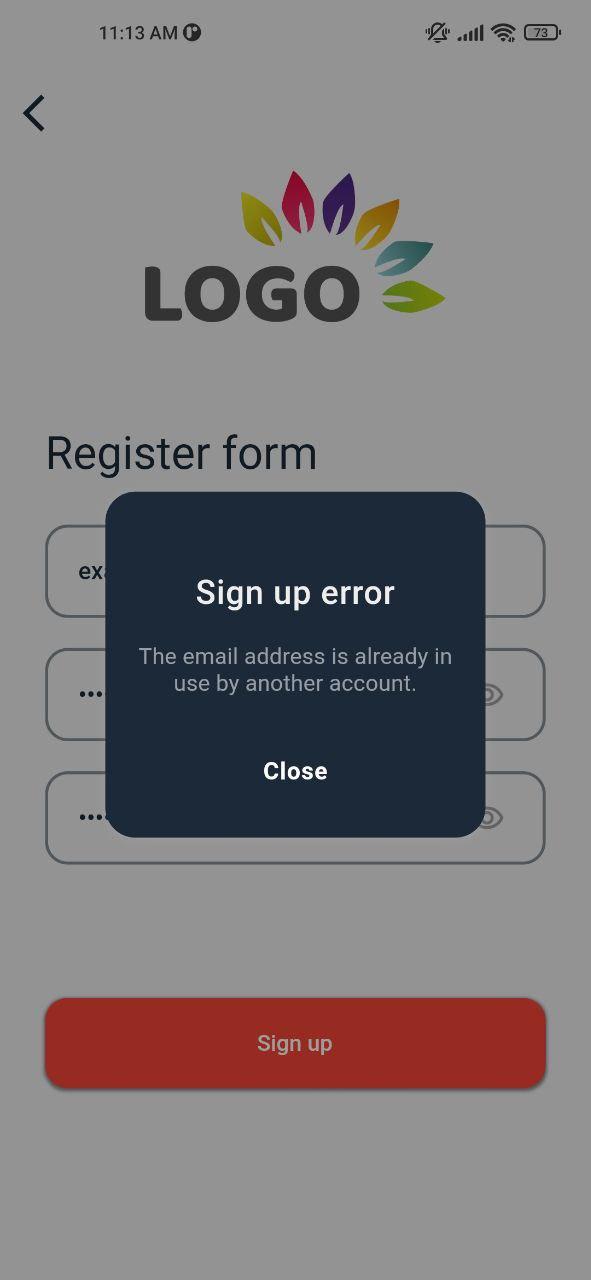 11:13 AM
73
LOGO
Register form
Sign up error
The email address is already in
use by another account.
Close
Sign up